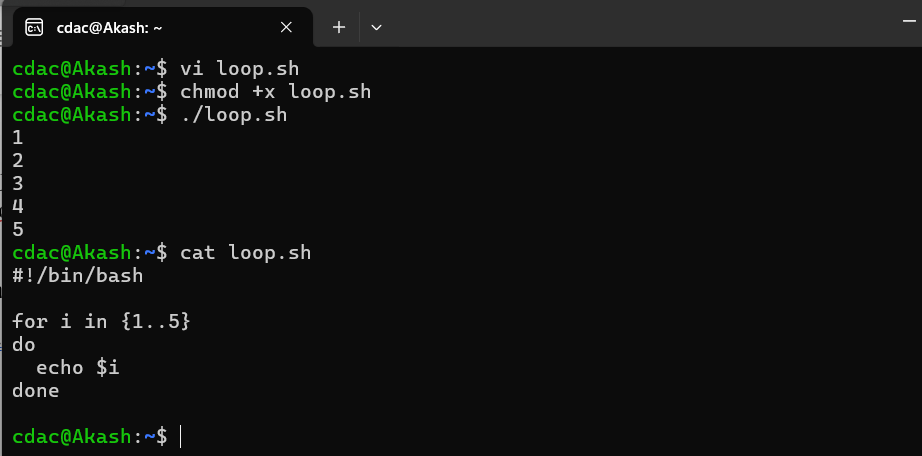 cdac@Akash: ~
cdac@Akash:~$ vi loop.sh
cdac@Akash:~$ chmod +x loop.sh
cdac@Akash:~$ ./loop.sh
1
2
3
4
5
cdac@Akash:~$ cat loop.sh
#!/bin/bash

for i in {1..5}
do
  echo $i
done

cdac@Akash:~$